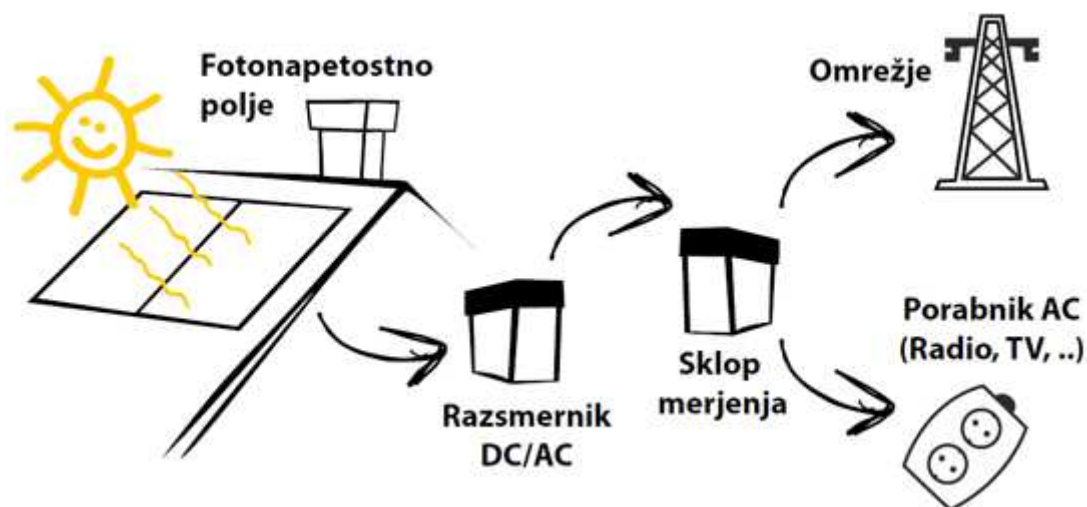 Fotonapetostno
polje
Omrežje
Razsmernik
DC/AC
Sklop
merjenja
Porabnik AC
(Radio, TV, ..)